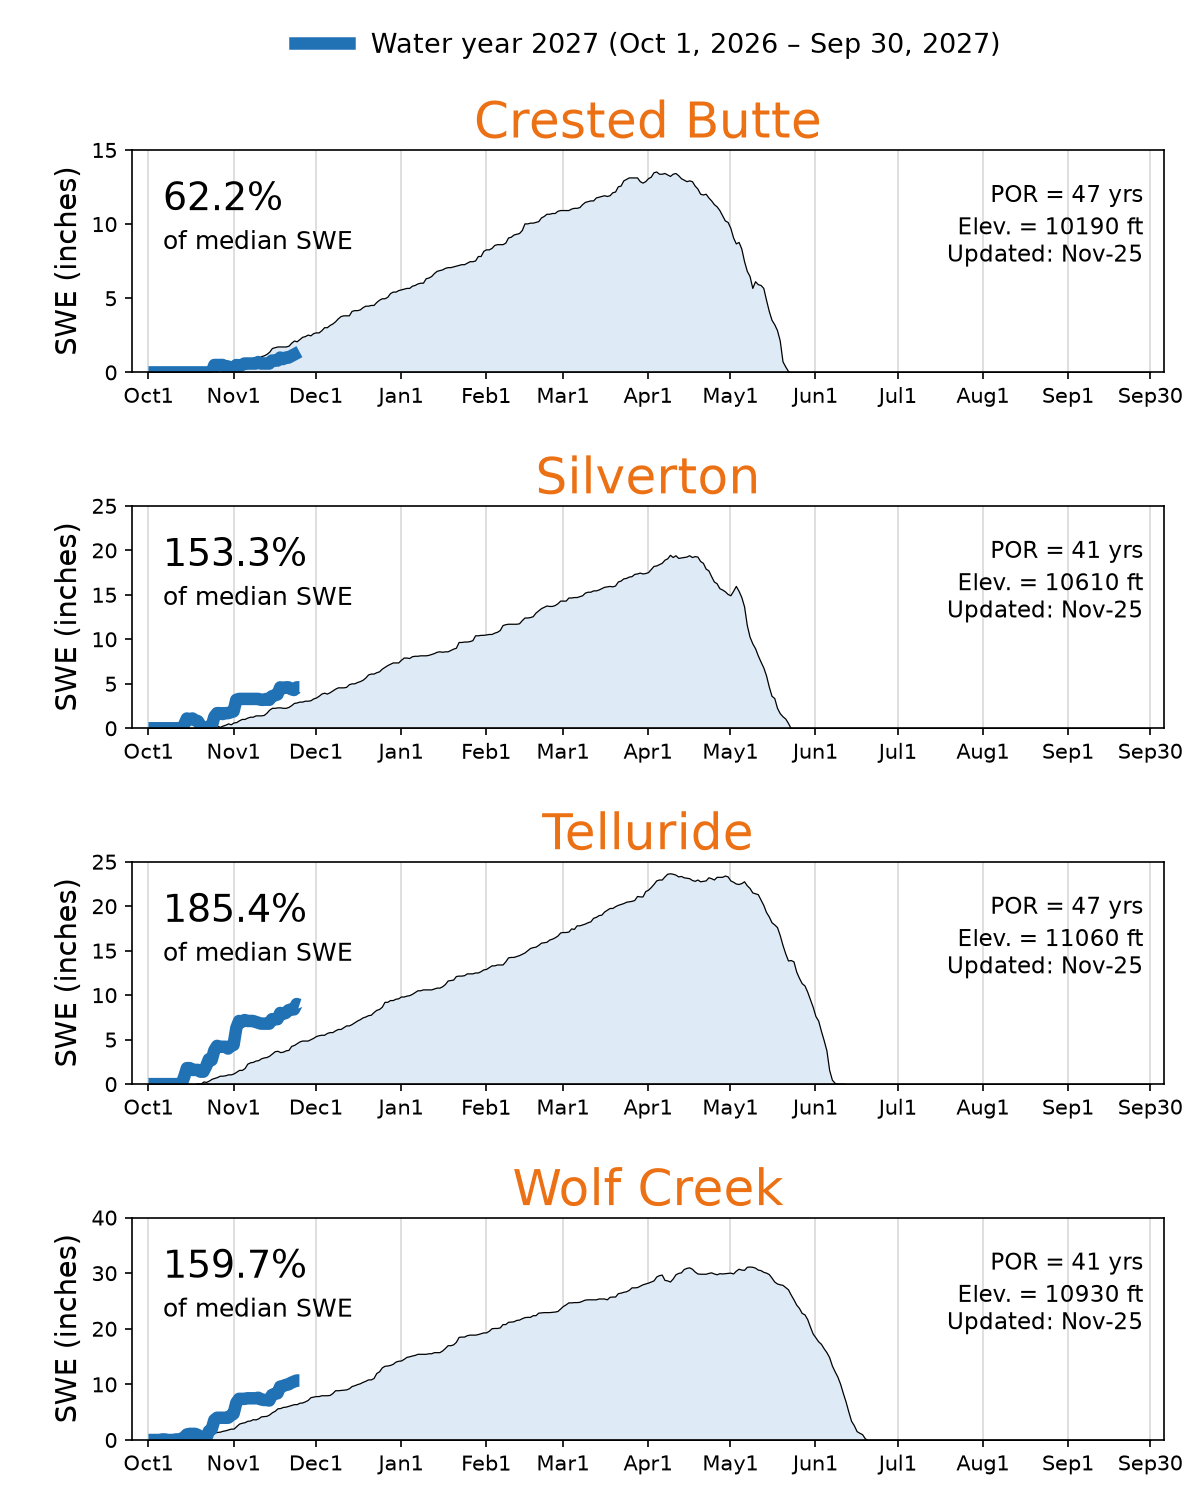 Water year 2027 (Oct 1, 2026 – Sep 30, 2027)
Crested Butte
SWE (inches)
15
10
5
0
62.2%
of median SWE
POR = 47 yrs
Elev. = 10190 ft
Updated: Nov-25
Oct1 Nov1 Dec1 Jan1 Feb1 Mar1 Apr1 May1 Jun1 Jul1 Aug1 Sep1 Sep30
Silverton
SWE (inches)
25
20
15
10
5
0
153.3%
of median SWE
POR = 41 yrs
Elev. = 10610 ft
Updated: Nov-25
Oct1 Nov1 Dec1 Jan1 Feb1 Mar1 Apr1 May1 Jun1 Jul1 Aug1 Sep1 Sep30
Telluride
SWE (inches)
25
20
15
10
5
0
185.4%
of median SWE
POR = 47 yrs
Elev. = 11060 ft
Updated: Nov-25
Oct1 Nov1 Dec1 Jan1 Feb1 Mar1 Apr1 May1 Jun1 Jul1 Aug1 Sep1 Sep30
Wolf Creek
SWE (inches)
40
30
20
10
0
159.7%
of median SWE
POR = 41 yrs
Elev. = 10930 ft
Updated: Nov-25
Oct1 Nov1 Dec1 Jan1 Feb1 Mar1 Apr1 May1 Jun1 Jul1 Aug1 Sep1 Sep30